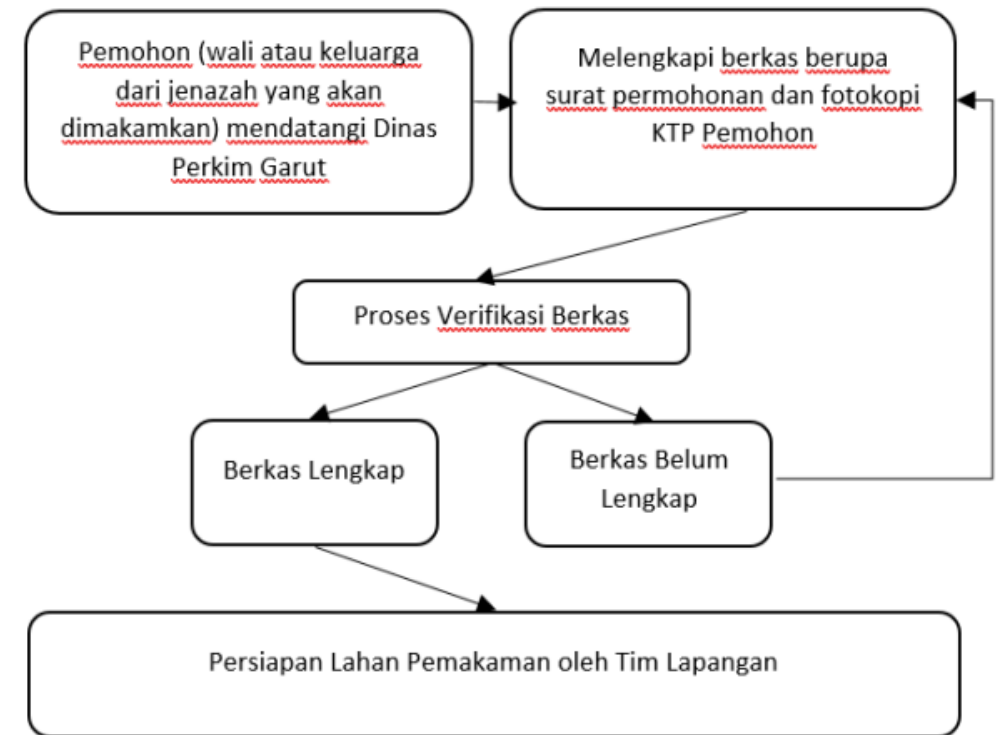 Pemohon (wali atau keluarga
dari jenazah yang akan
dimakamkan) mendatangi Dinas
Perkim Garut
Melengkapi berkas berupa
surat permohonan dan fotokopi
KTP Pemohon
Proses Verifikasi Berkas
Berkas Lengkap
Berkas Belum
Lengkap
Persiapan Lahan Pemakaman oleh Tim Lapangan